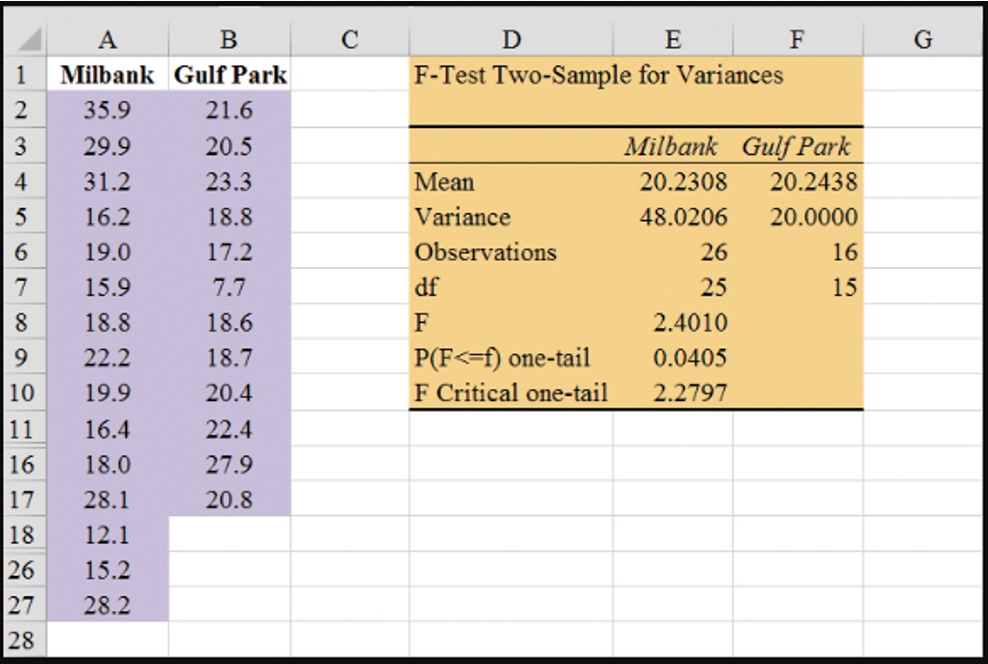 A B C D E F G
1 Milbank Gulf Park F-Test Two-Sample for Variances
2 35.9 21.6
3 29.9 20.5 Milbank Gulf Park
4 31.2 23.3 Mean 20.2308 20.2438
5 16.2 18.8 Variance 48.0206 20.0000
6 19.0 17.2 Observations 26 16
7 15.9 7.7 df 25 15
8 18.8 18.6 F 2.4010
9 22.2 18.7 P(F<=f) one-tail 0.0405
10 19.9 20.4 F Critical one-tail 2.2797
11 16.4 22.4
16 18.0 27.9
17 28.1 20.8
18 12.1
26 15.2
27 28.2
28